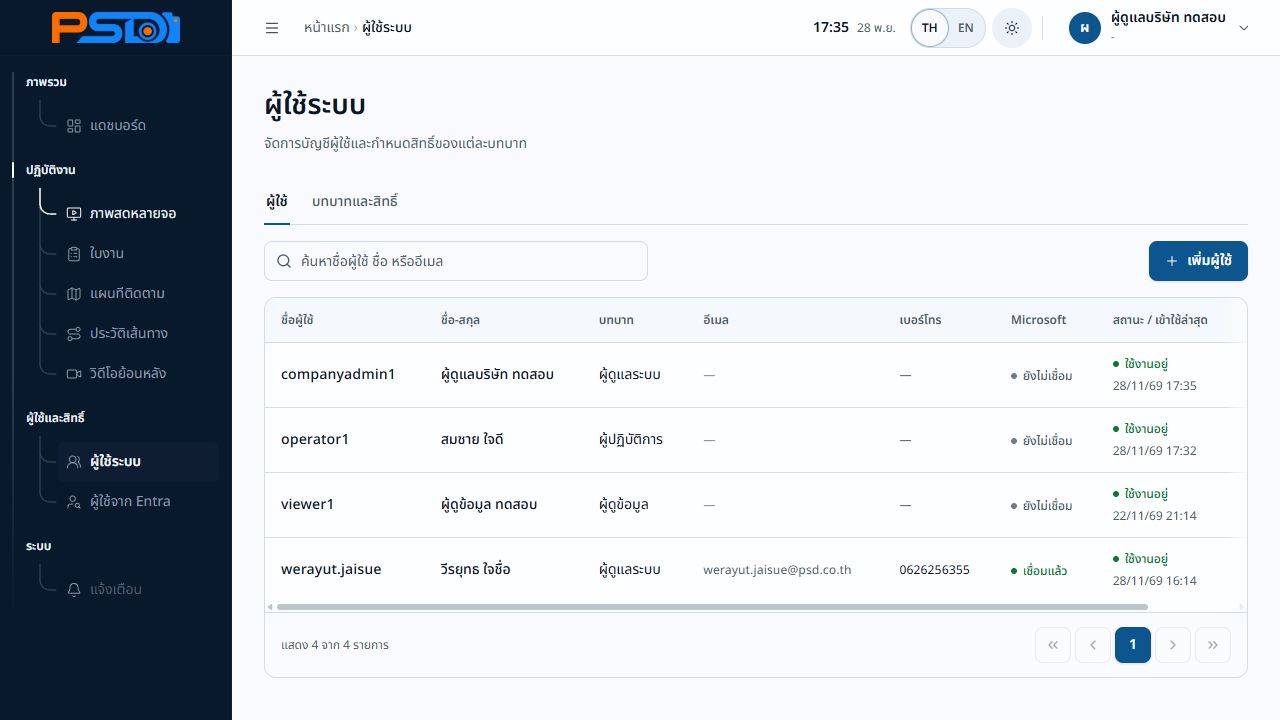 PSD
หน้าแรก › ผู้ใช้ระบบ
17:35 28 พ.ย. TH EN
ผ ผู้ดูแลบริษัท ทดสอบ
-
ภาพรวม
แดชบอร์ด
ปฏิบัติงาน
ภาพสดหลายจอ
ใบงาน
แผนที่ติดตาม
ประวัติเส้นทาง
วิดีโอย้อนหลัง
ผู้ใช้และสิทธิ์
ผู้ใช้ระบบ
ผู้ใช้จาก Entra
ระบบ
แจ้งเตือน
ผู้ใช้ระบบ
จัดการบัญชีผู้ใช้และกำหนดสิทธิ์ของแต่ละบทบาท
ผู้ใช้ บทบาทและสิทธิ์
ค้นหาชื่อผู้ใช้ ชื่อ หรืออีเมล
+ เพิ่มผู้ใช้
ชื่อผู้ใช้ ชื่อ-สกุล บทบาท อีเมล เบอร์โทร Microsoft สถานะ / เข้าใช้ล่าสุด
companyadmin1 ผู้ดูแลบริษัท ทดสอบ ผู้ดูแลระบบ — — ยังไม่เชื่อม ใช้งานอยู่
28/11/69 17:35
operator1 สมชาย ใจดี ผู้ปฏิบัติการ — — ยังไม่เชื่อม ใช้งานอยู่
28/11/69 17:32
viewer1 ผู้ดูข้อมูล ทดสอบ ผู้ดูข้อมูล — — ยังไม่เชื่อม ใช้งานอยู่
22/11/69 21:14
werayut.jaisue วีรยุทธ ใจชื่อ ผู้ดูแลระบบ werayut.jaisue@psd.co.th 0626256355 เชื่อมแล้ว ใช้งานอยู่
28/11/69 16:14
แสดง 4 จาก 4 รายการ
« ‹ 1 › »